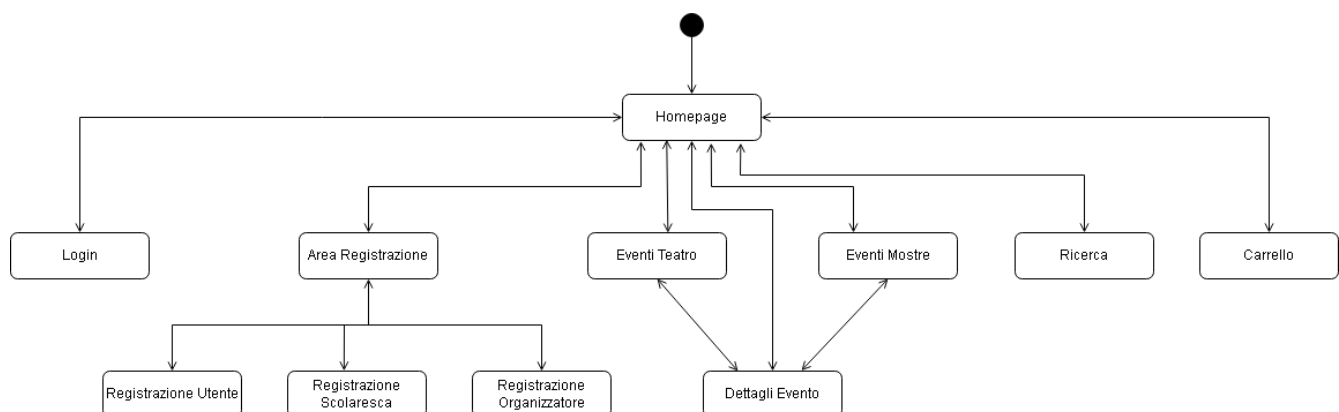 Homepage
Login
Area Registrazione
Eventi Teatro
Eventi Mostre
Ricerca
Carrello
Registrazione Utente
Registrazione
Scolaresca
Registrazione
Organizzatore
Dettagli Evento